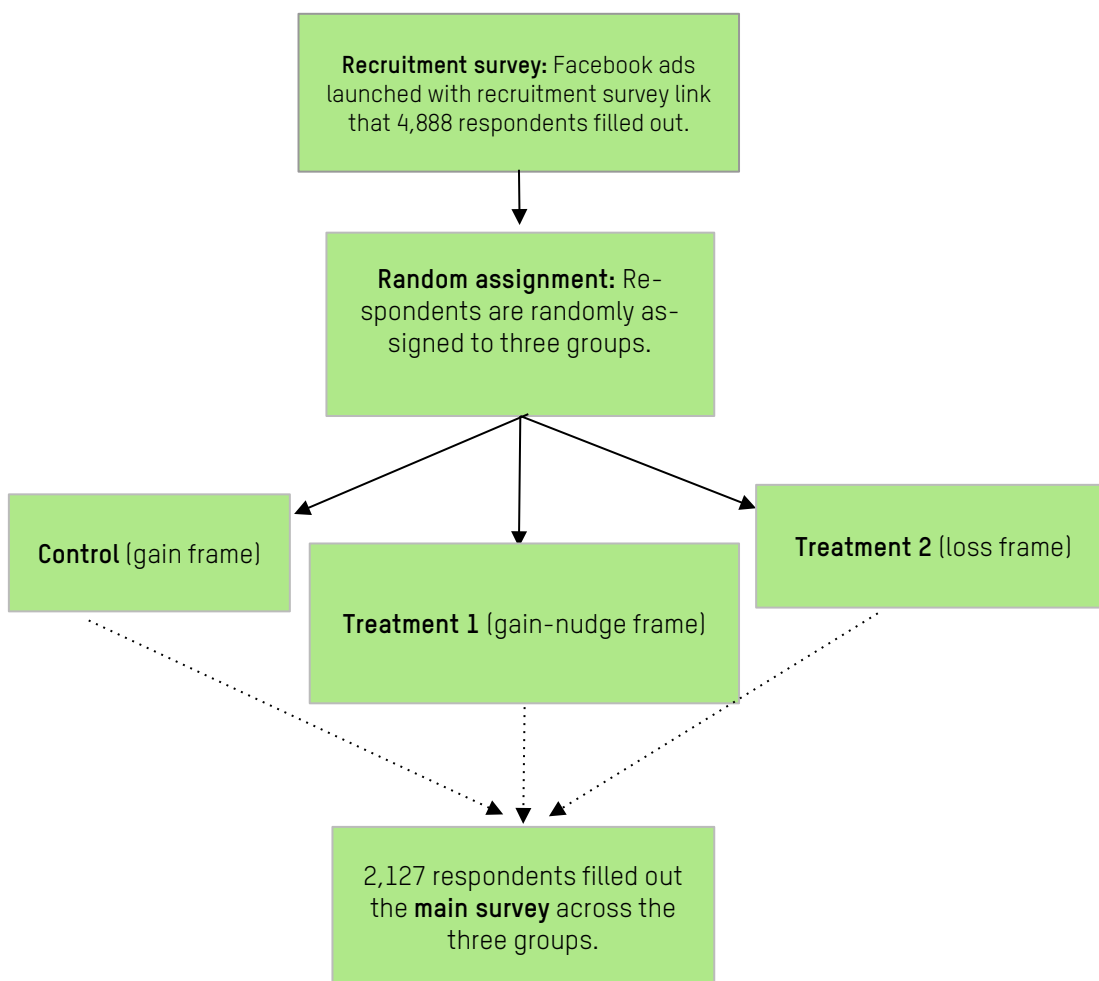 Recruitment survey: Facebook ads
launched with recruitment survey link
that 4,888 respondents filled out.
Random assignment: Re-
spondents are randomly as-
signed to three groups.
Control (gain frame)
Treatment 1 (gain-nudge frame)
Treatment 2 (loss frame)
2,127 respondents filled out
the main survey across the
three groups.